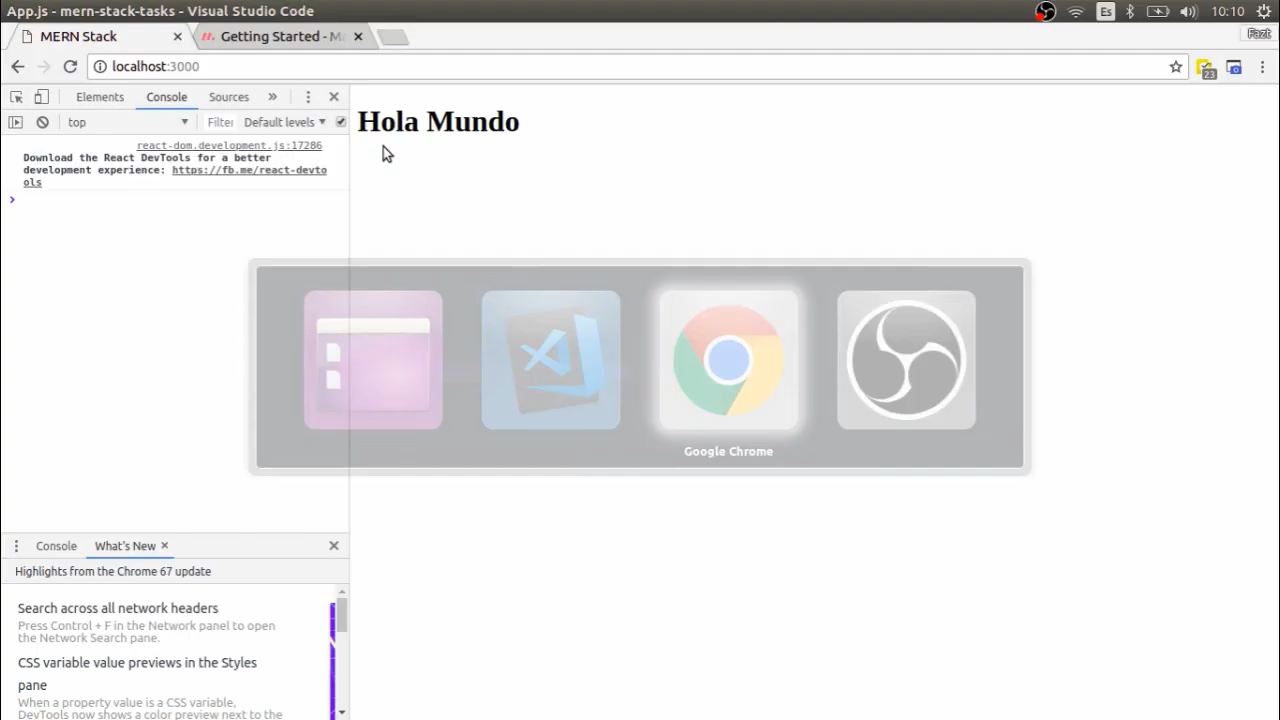 App.js - mern-stack-tasks - Visual Studio Code
Es
10:10
MERN Stack
Getting Started - M
Fazt
localhost:3000
23
Elements
Console
Sources
top
Filter
Default levels
react-dom.development.js:17286
Download the React DevTools for a better
development experience: https://fb.me/react-devto
ols
Hola Mundo
Google Chrome
Console
What's New
Highlights from the Chrome 67 update
Search across all network headers
Press Control + F in the Network panel to open
the Network Search pane.
CSS variable value previews in the Styles
pane
When a property value is a CSS variable,
DevTools now shows a color preview next to the